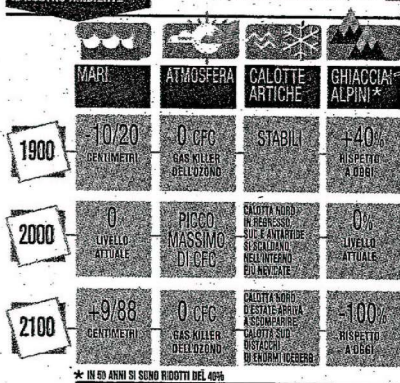 MARI
ATMOSFERA
CALOTTE
ARTICHE
GHIACCIAI
ALPINI*
1900
-10/20
CENTIMETRI
0 CFC
GAS KILLER
DELL'OZONO
STABILI
+40%
RISPETTO
A OGGI
2000
0
LIVELLO
ATTUALE
PICCO
MASSIMO
DI CFC
CALOTTA NORD
IN REGRESSO
SUD E ANTARTIDE
SI SCALDANO
NELL'INTERNO
PIÙ NEVICATE
0%
LIVELLO
ATTUALE
2100
+9/88
CENTIMETRI
0 CFC
GAS KILLER
DELL'OZONO
CALOTTA NORD
D'ESTATE ARRIVA
A SCOMPARIRE
CALOTTA SUD
DISTACCHI
DI ENORMI ICEBERG
-100%
RISPETTO
A OGGI
* IN 50 ANNI SI SONO RIDOTTI DEL 40%